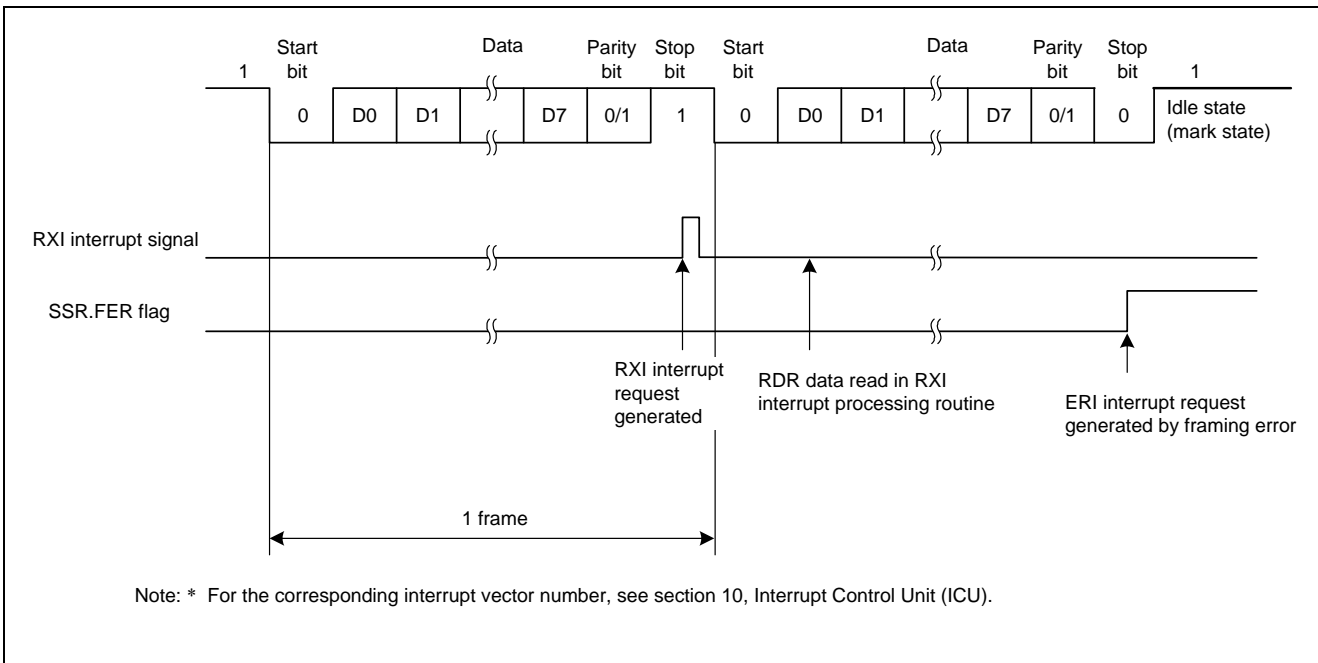 Start bit Data Parity bit Stop bit Start bit Data Parity bit Stop bit
1 1
0 D0 D1 D7 0/1 1 0 D0 D1 D7 0/1 0
Idle state
(mark state)
RXI interrupt signal
SSR.FER flag
RXI interrupt
request
generated
RDR data read in RXI
interrupt processing routine
ERI interrupt request
generated by framing error
1 frame
Note: * For the corresponding interrupt vector number, see section 10, Interrupt Control Unit (ICU).